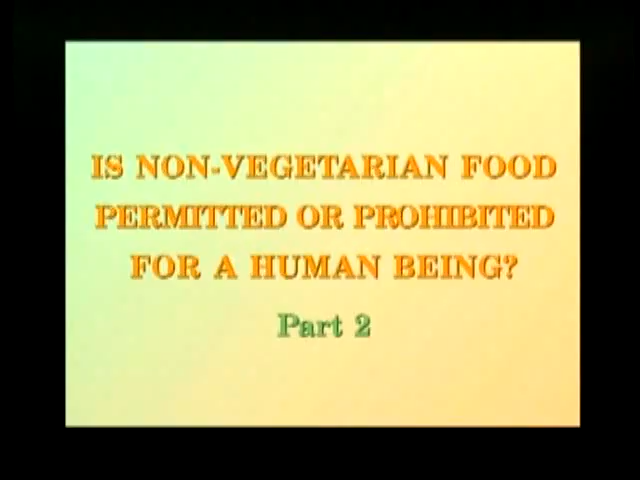 IS NON-VEGETARIAN FOOD
PERMITTED OR PROHIBITED
FOR A HUMAN BEING?
Part 2